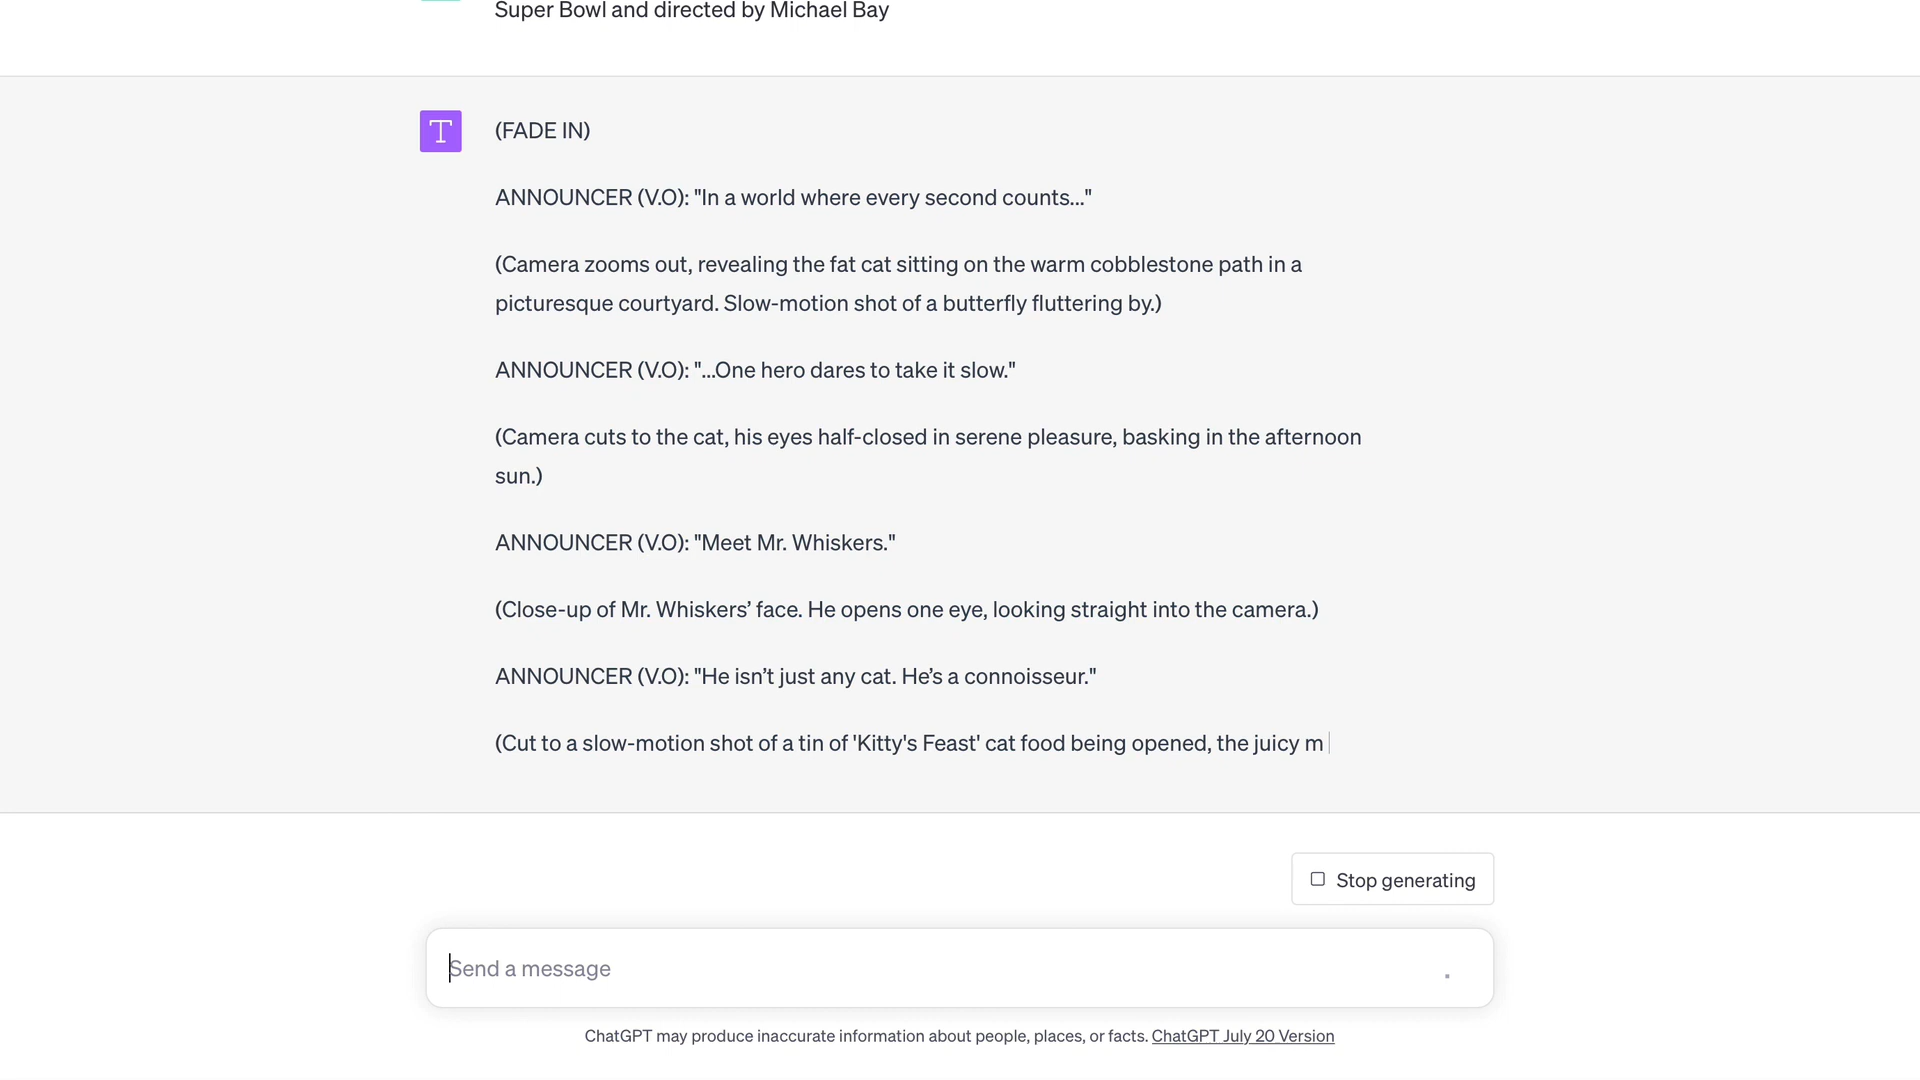 Super Bowl and directed by Michael Bay
T
(FADE IN)
ANNOUNCER (V.O): "In a world where every second counts..."
(Camera zooms out, revealing the fat cat sitting on the warm cobblestone path in a
picturesque courtyard. Slow-motion shot of a butterfly fluttering by.)
ANNOUNCER (V.O): "...One hero dares to take it slow."
(Camera cuts to the cat, his eyes half-closed in serene pleasure, basking in the afternoon
sun.)
ANNOUNCER (V.O): "Meet Mr. Whiskers."
(Close-up of Mr. Whiskers’ face. He opens one eye, looking straight into the camera.)
ANNOUNCER (V.O): "He isn’t just any cat. He’s a connoisseur."
(Cut to a slow-motion shot of a tin of 'Kitty's Feast' cat food being opened, the juicy m
Stop generating
Send a message
ChatGPT may produce inaccurate information about people, places, or facts. ChatGPT July 20 Version